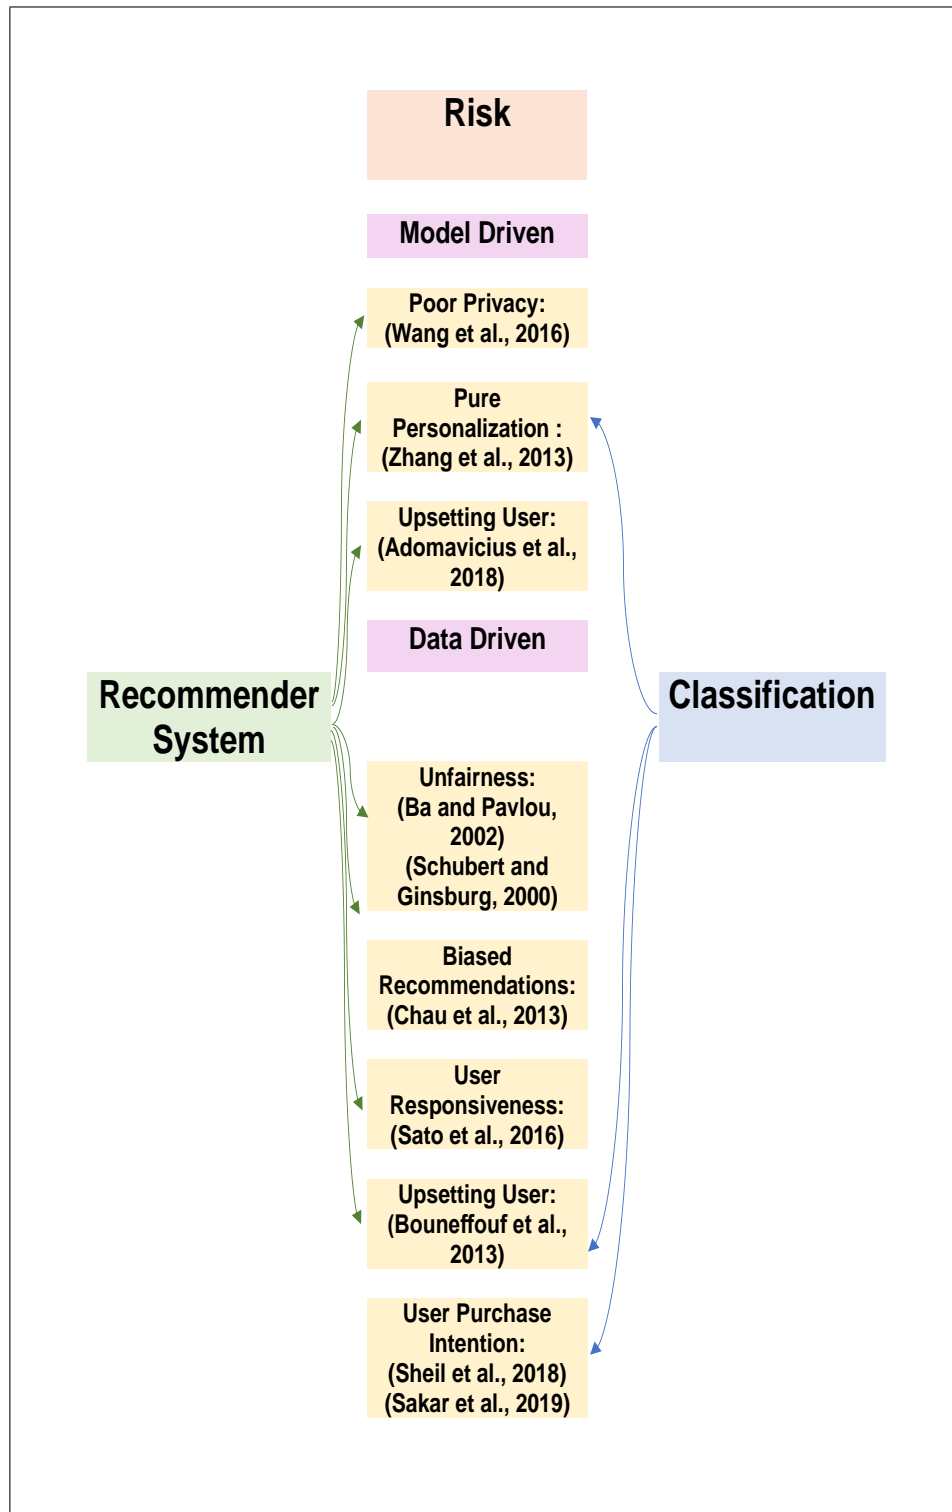 Risk
Model Driven
Poor Privacy:
(Wang et al., 2016)
Pure
Personalization :
(Zhang et al., 2013)
Upsetting User:
(Adomavicius et al.,
2018)
Data Driven
Recommender
System
Classification
Unfairness:
(Ba and Pavlou,
2002)
(Schubert and
Ginsburg, 2000)
Biased
Recommendations:
(Chau et al., 2013)
User
Responsiveness:
(Sato et al., 2016)
Upsetting User:
(Bouneffouf et al.,
2013)
User Purchase
Intention:
(Sheil et al., 2018)
(Sakar et al., 2019)